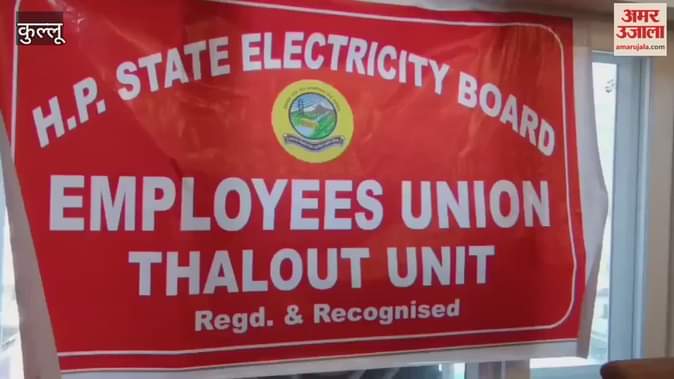 कुल्लू
अमर उजाला
amarujala.com
H.P. STATE ELECTRICITY BOARD
EMPLOYEES UNION
THALOUT UNIT
Regd. & Recognised